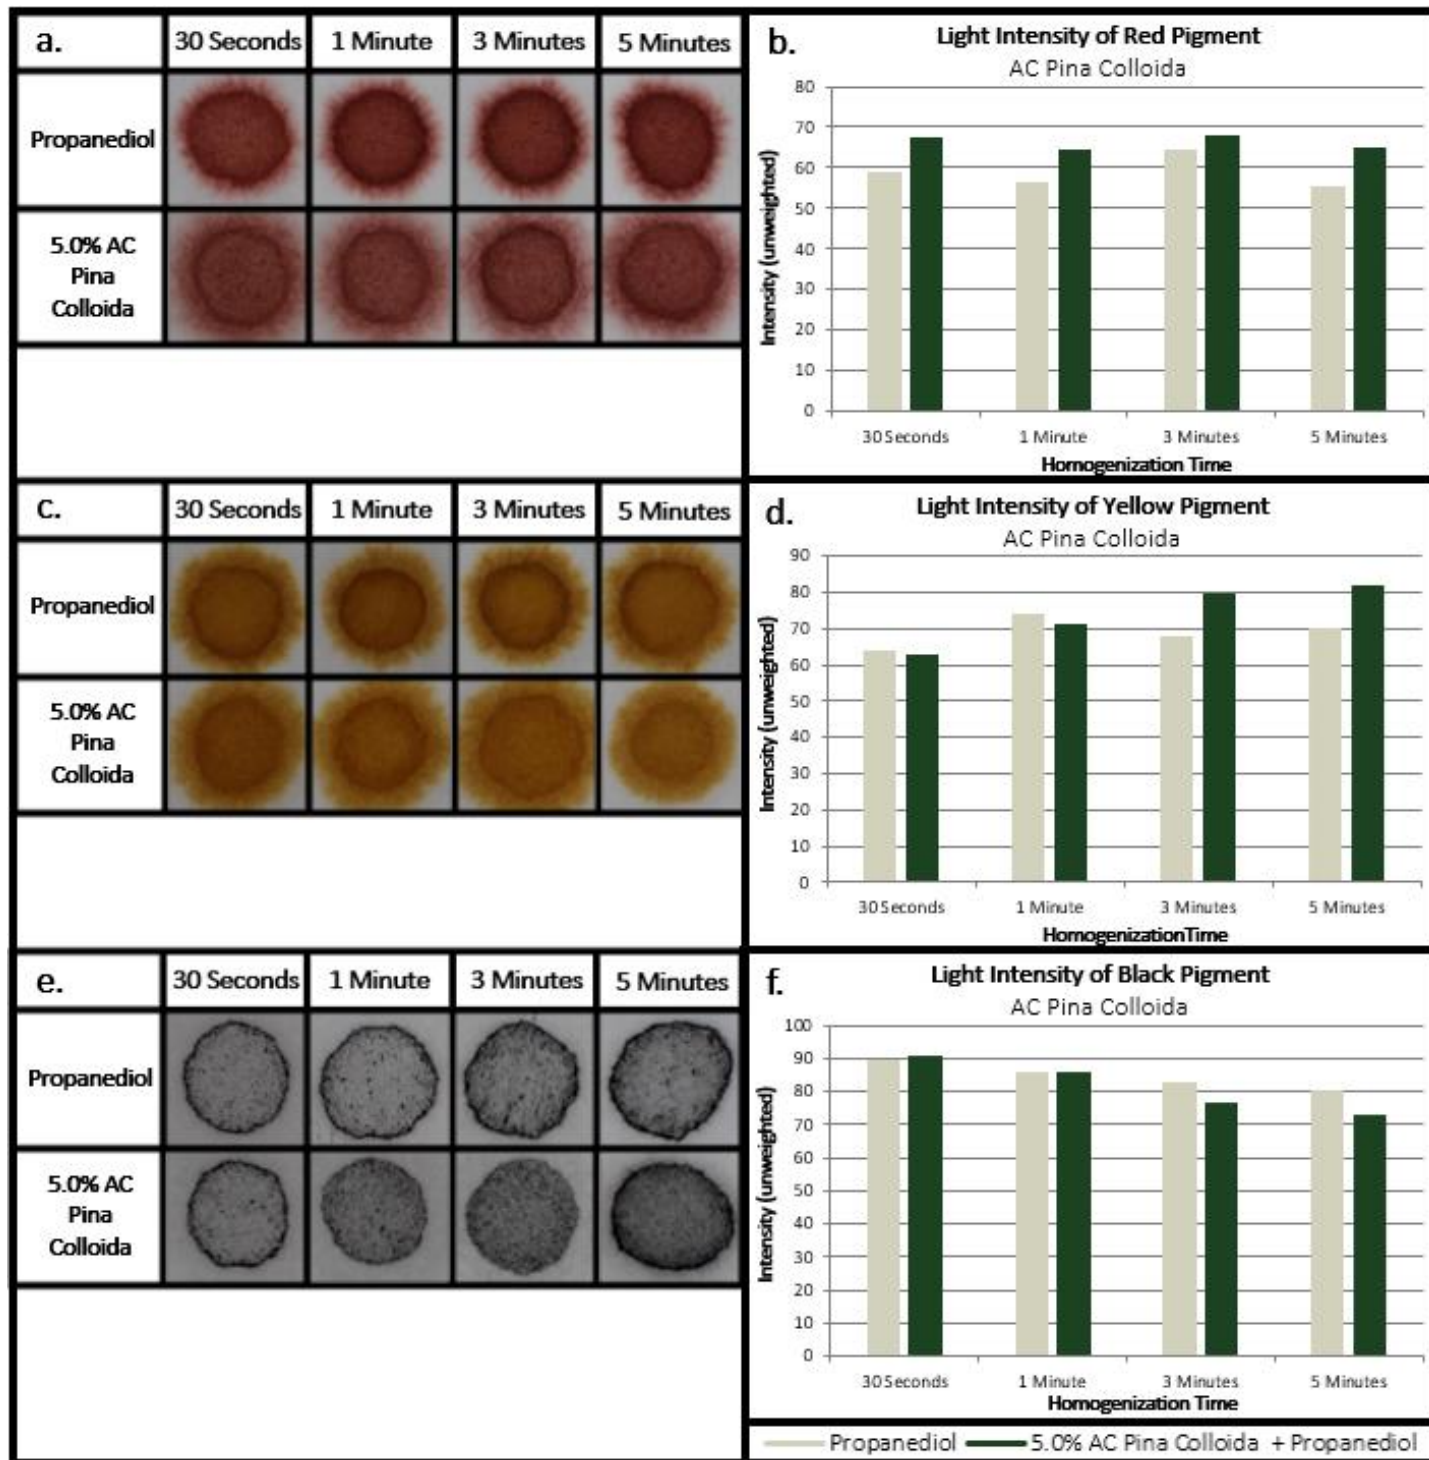 a.
30 Seconds
1 Minute
3 Minutes
5 Minutes
Propanediol
5.0% AC
Pina
Colloida
b.
Light Intensity of Red Pigment
AC Pina Colloida
80
70
60
50
40
30
20
10
0
Intensity (unweighted)
30 Seconds
1 Minute
3 Minutes
5 Minutes
Homogenization Time
c.
30 Seconds
1 Minute
3 Minutes
5 Minutes
Propanediol
5.0% AC
Pina
Colloida
d.
Light Intensity of Yellow Pigment
AC Pina Colloida
90
80
70
60
50
40
30
20
10
0
Intensity (unweighted)
30 Seconds
1 Minute
3 Minutes
5 Minutes
HomogenizationTime
e.
30 Seconds
1 Minute
3 Minutes
5 Minutes
Propanediol
5.0% AC
Pina
Colloida
f.
Light Intensity of Black Pigment
AC Pina Colloida
100
90
80
70
60
50
40
30
20
10
0
Intensity (unweighted)
30 Seconds
1 Minute
3 Minutes
5 Minutes
Homogenization Time
Propanediol
5.0% AC Pina Colloida + Propanediol